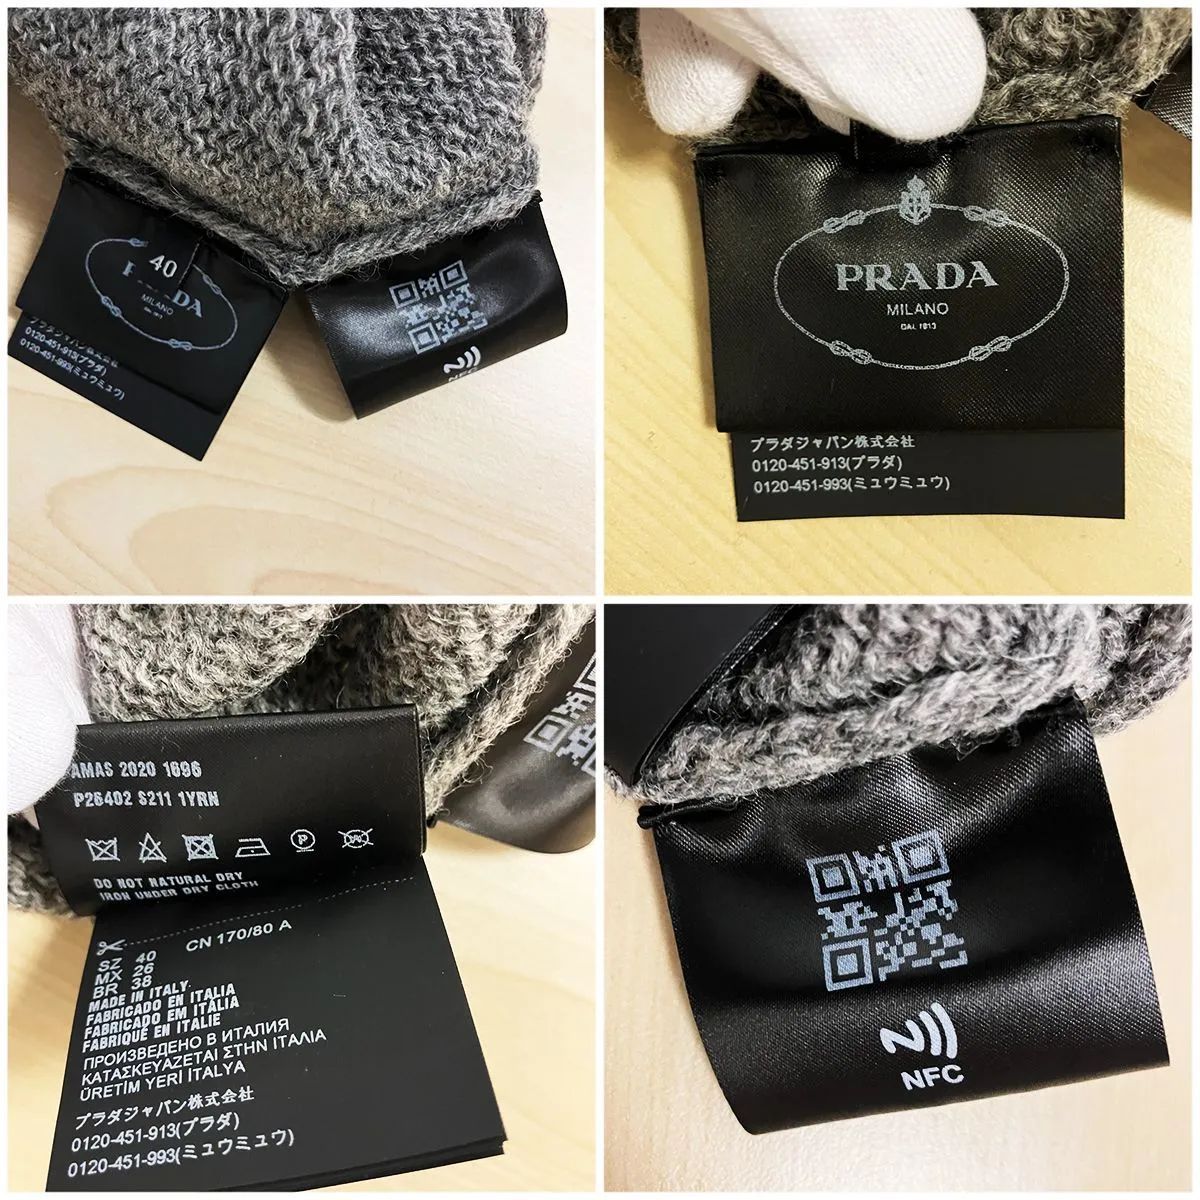 40
PRADA
MILANO
プラダジャパン株式会社
0120-451-913(プラダ)
0120-451-993(ミュウミュウ)
NFC
PRADA
MILANO
DAL 1913
プラダジャパン株式会社
0120-451-913(プラダ)
0120-451-993(ミュウミュウ)
AMAS 2020 1696
P26402 S211 1YRN
P
DO NOT NATURAL DRY
IRON UNDER DRY CLOTH
CN 170/80 A
SZ 40
MX 26
BR 38
MADE IN ITALY
FABRICADO EN ITALIA
FABRICADO EM ITÁLIA
FABRIQUÉ EN ITALIE
ПРОИЗВЕДЕНО В ИТАЛИЯ
ΚΑΤΑΣΚΕΥΑΖΕΤΑΙ ΣΤΗΝ ΙΤΑΛΙΑ
ÜRETİM YERİ İTALYA
プラダジャパン株式会社
0120-451-913(プラダ)
0120-451-993(ミュウミュウ)
NFC